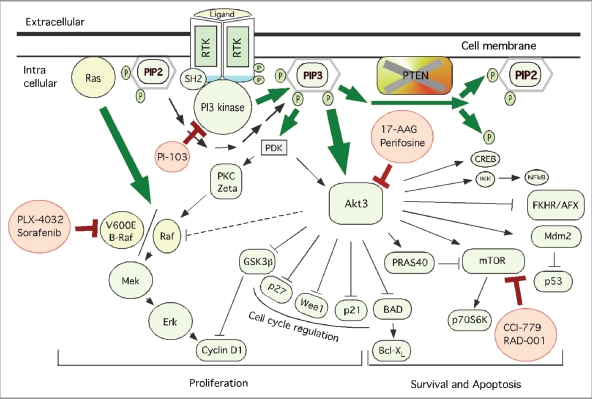 Extracellular
Ligand
RTK
RTK
Cell membrane
Intra
cellular
Ras
P
PIP2
P
SH2
P
P
PI3 kinase
P
PIP3
P
P
PTEN
P
PIP2
P
P
PI-103
PDK
17-AAG
Perifosine
PKC
Zeta
CREB
IKK
NFkB
Akt3
FKHR/AFX
PLX-4032
Sorafenib
V600E
B-Raf
Raf
Mdm2
GSK3β
PRAS40
mTOR
p53
Mek
p27
Wee1
p21
BAD
Erk
Cell cycle regulation
p70S6K
CCI-779
RAD-001
Cyclin D1
Bcl-XL
Proliferation
Survival and Apoptosis